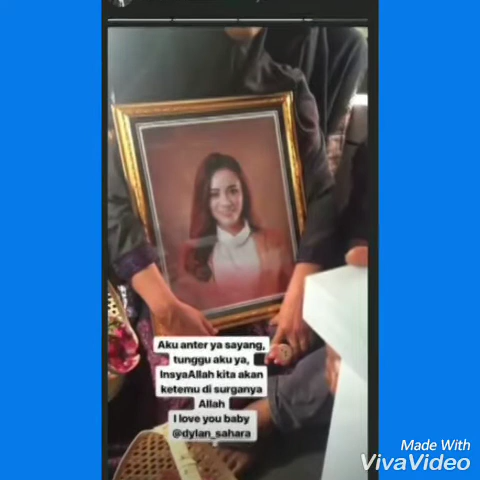 Aku anter ya sayang,
tunggu aku ya,
InsyaAllah kita akan
ketemu di surganya
Allah
I love you baby
@dylan_sahara
Made With
VivaVideo